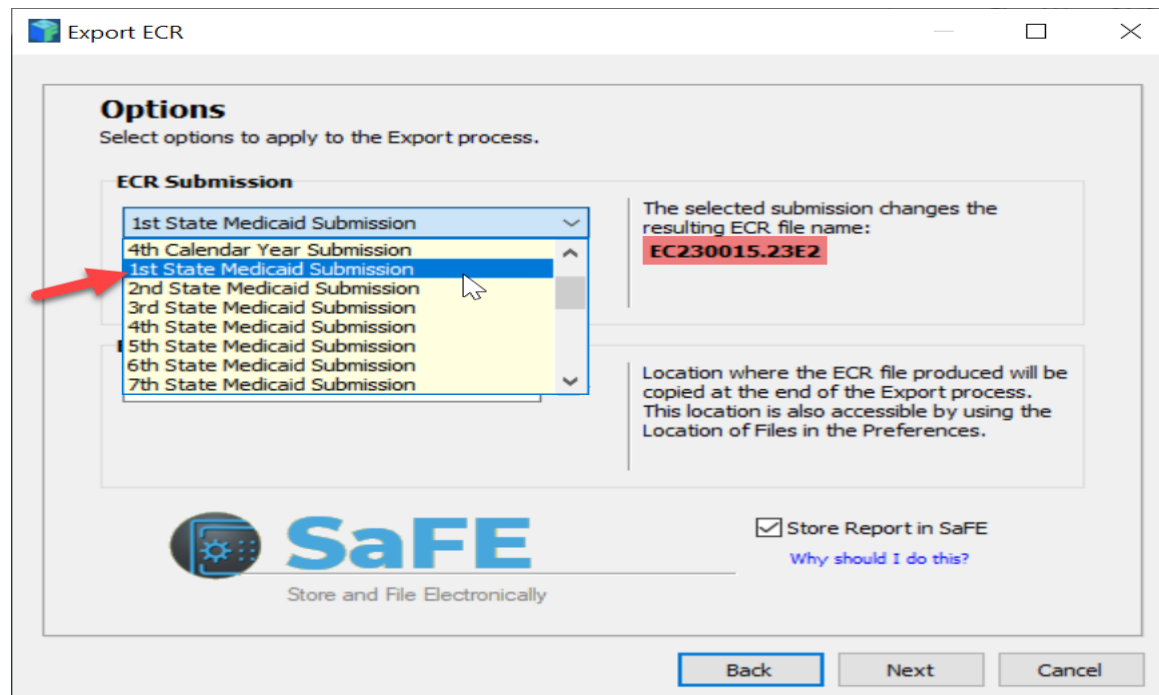 Export ECR
Options
Select options to apply to the Export process.
ECR Submission
1st State Medicaid Submission
4th Calendar Year Submission
1st State Medicaid Submission
2nd State Medicaid Submission
3rd State Medicaid Submission
4th State Medicaid Submission
5th State Medicaid Submission
6th State Medicaid Submission
7th State Medicaid Submission
The selected submission changes the
resulting ECR file name:
EC230015.23E2
Location where the ECR file produced will be
copied at the end of the Export process.
This location is also accessible by using the
Location of Files in the Preferences.
SaFE
Store and File Electronically
Store Report in SaFE
Why should I do this?
Back
Next
Cancel